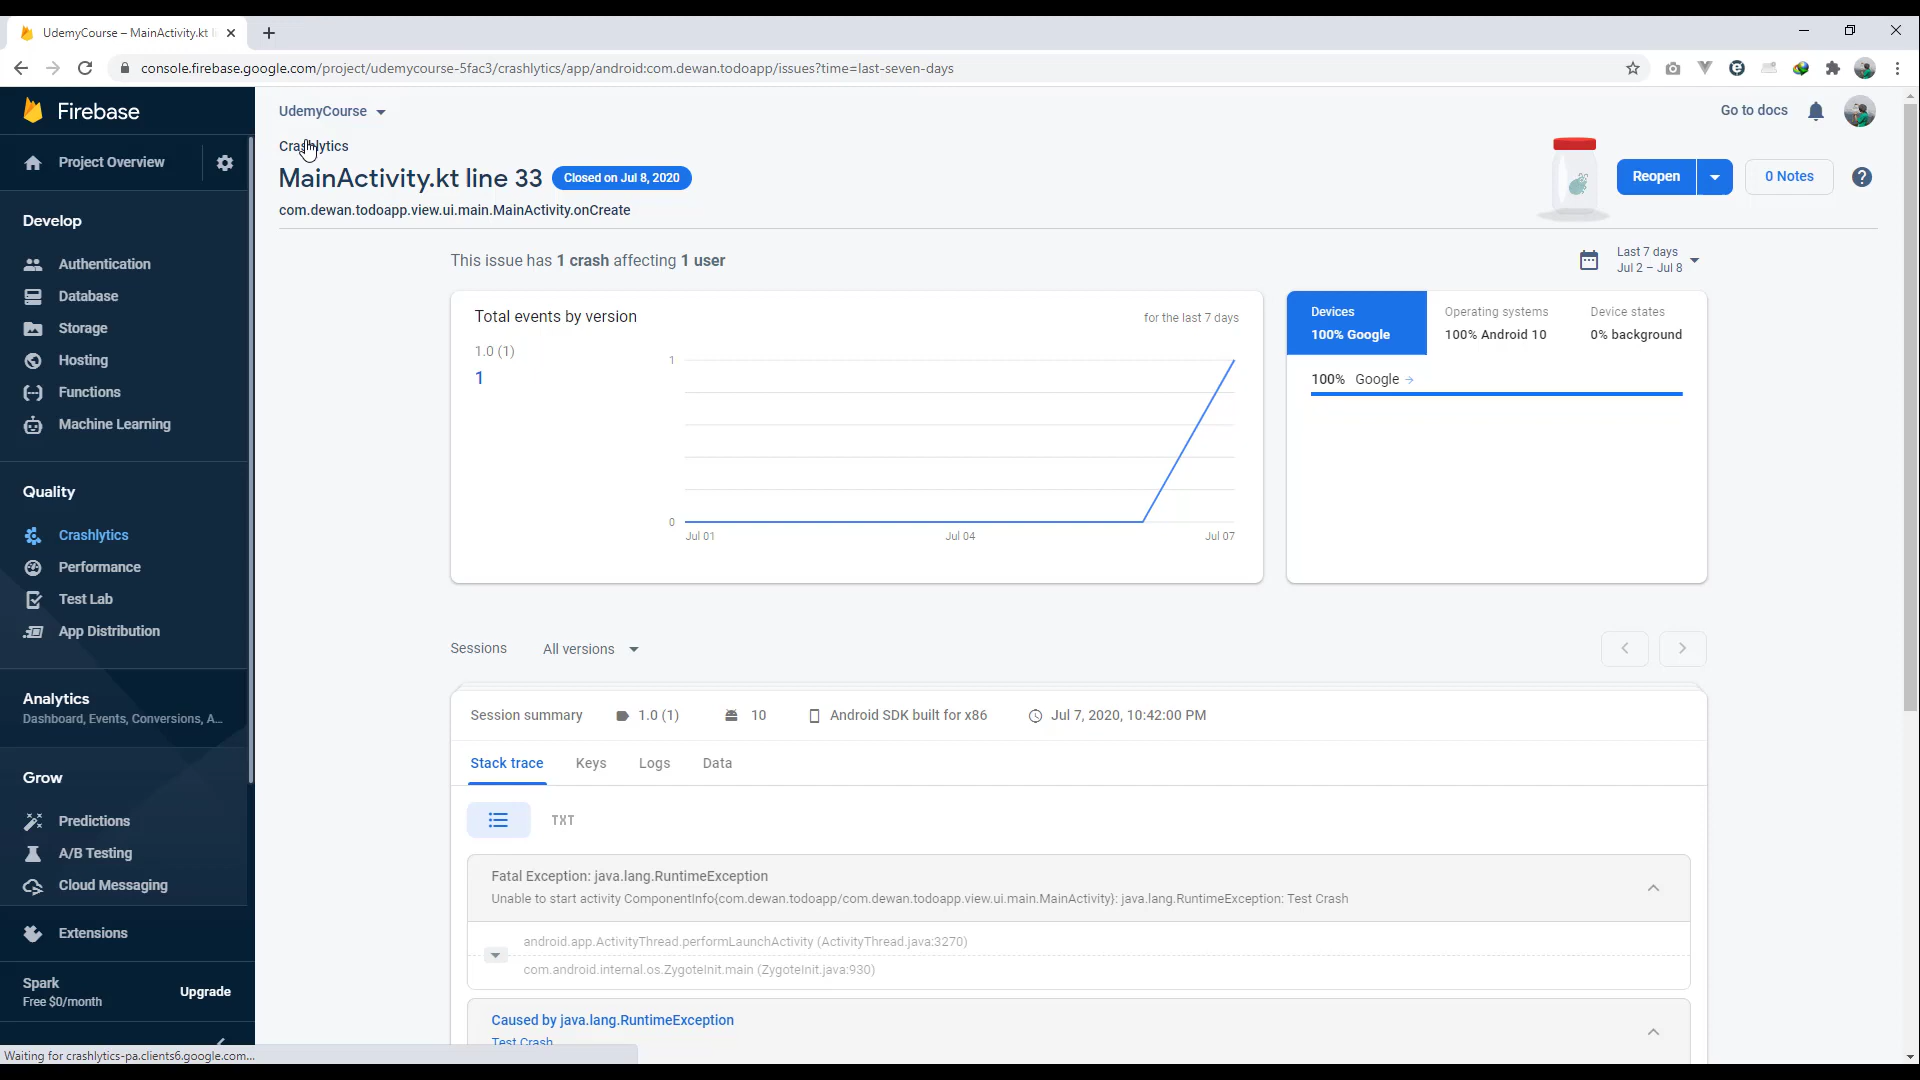 UdemyCourse – MainActivity.kt li
console.firebase.google.com/project/udemycourse-5fac3/crashlytics/app/android:com.dewan.todoapp/issues?time=last-seven-days
Firebase
UdemyCourse
Go to docs
Project Overview
Crashlytics
MainActivity.kt line 33
Closed on Jul 8, 2020
Reopen
0 Notes
com.dewan.todoapp.view.ui.main.MainActivity.onCreate
Develop
Authentication
Database
Storage
Hosting
Functions
Machine Learning
Quality
Crashlytics
Performance
Test Lab
App Distribution
Analytics
Dashboard, Events, Conversions, A...
Grow
Predictions
A/B Testing
Cloud Messaging
Extensions
Spark
Free $0/month
Upgrade
This issue has 1 crash affecting 1 user
Last 7 days
Jul 2 – Jul 8
Total events by version
for the last 7 days
1.0 (1)
1
1
0
Jul 01
Jul 04
Jul 07
Devices
100% Google
Operating systems
100% Android 10
Device states
0% background
100% Google
Sessions
All versions
Session summary
1.0 (1)
10
Android SDK built for x86
Jul 7, 2020, 10:42:00 PM
Stack trace
Keys
Logs
Data
TXT
Fatal Exception: java.lang.RuntimeException
Unable to start activity ComponentInfo{com.dewan.todoapp/com.dewan.todoapp.view.ui.main.MainActivity}: java.lang.RuntimeException: Test Crash
android.app.ActivityThread.performLaunchActivity (ActivityThread.java:3270)
com.android.internal.os.ZygoteInit.main (ZygoteInit.java:930)
Caused by java.lang.RuntimeException
Test Crash
Waiting for crashlytics-pa.clients6.google.com...